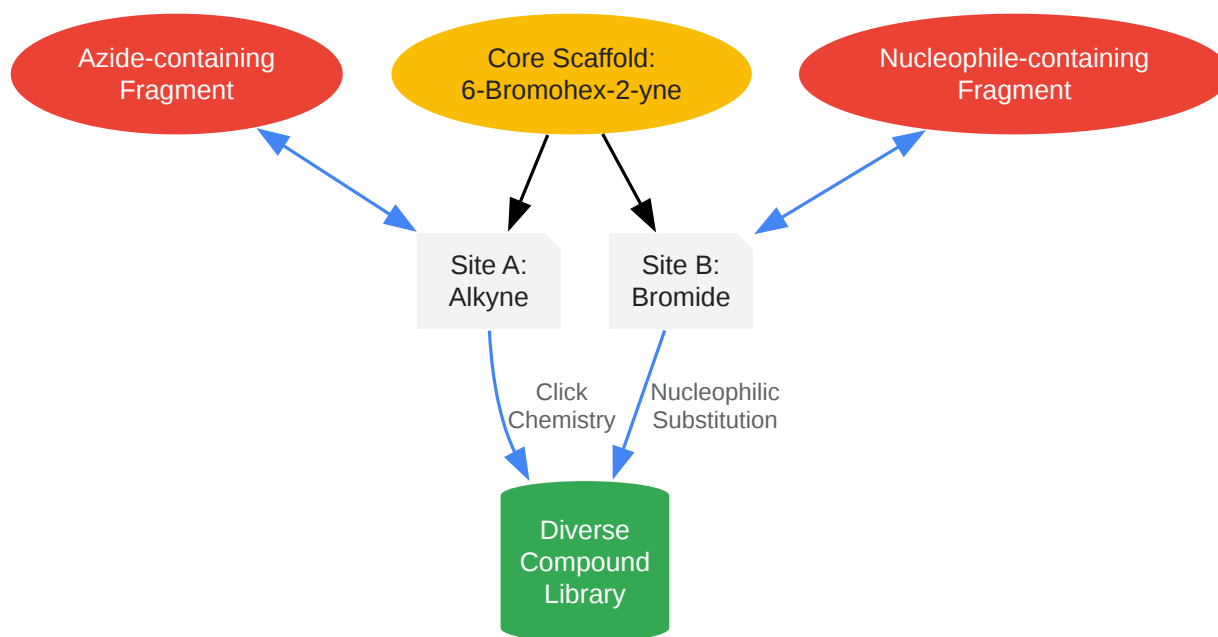 Azide-containing
Fragment
Core Scaffold:
6-Bromohex-2-yne
Nucleophile-containing
Fragment
Site A:
Alkyne
Site B:
Bromide
Click
Chemistry
Nucleophilic
Substitution
Diverse
Compound
Library